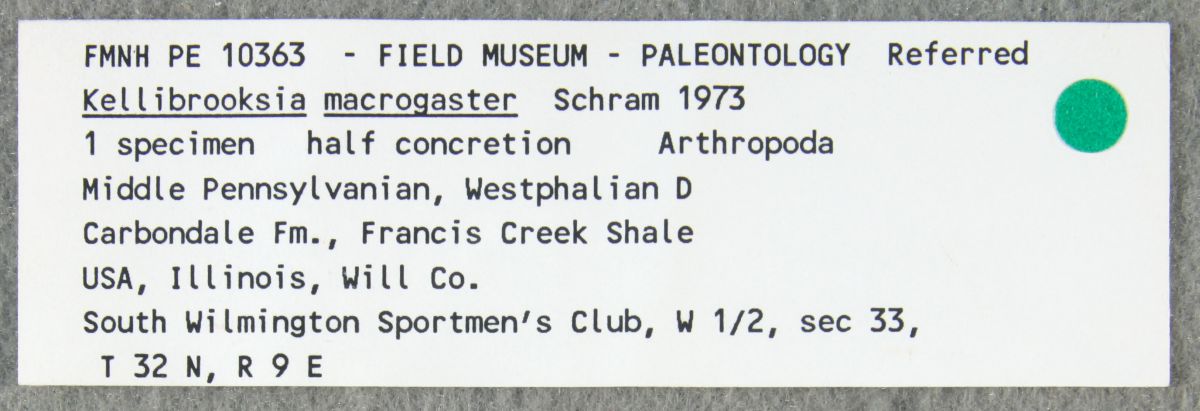 FMNH PE 10363 - FIELD MUSEUM - PALEONTOLOGY Referred
Kellibrooksia macrogaster Schram 1973
1 specimen half concretion Arthropoda
Middle Pennsylvanian, Westphalian D
Carbondale Fm., Francis Creek Shale
USA, Illinois, Will Co.
South Wilmington Sportmen's Club, W 1/2, sec 33,
T 32 N, R 9 E